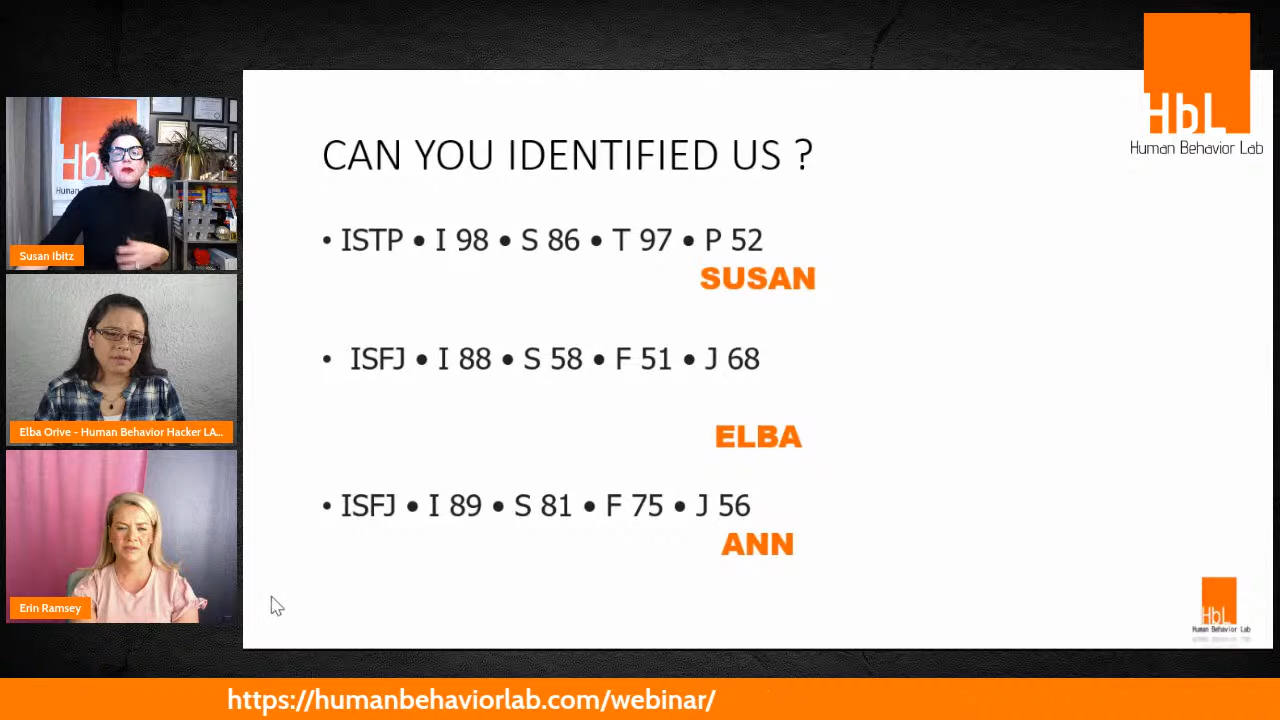 HbL
Human Behavior Lab
CAN YOU IDENTIFIED US ?
• ISTP • I 98 • S 86 • T 97 • P 52
SUSAN
• ISFJ • I 88 • S 58 • F 51 • J 68
ELBA
• ISFJ • I 89 • S 81 • F 75 • J 56
ANN
HbL
Human Behavior Lab
Hb
Human
Susan Ibitz
Elba Orive - Human Behavior Hacker LA...
Erin Ramsey
https://humanbehaviorlab.com/webinar/